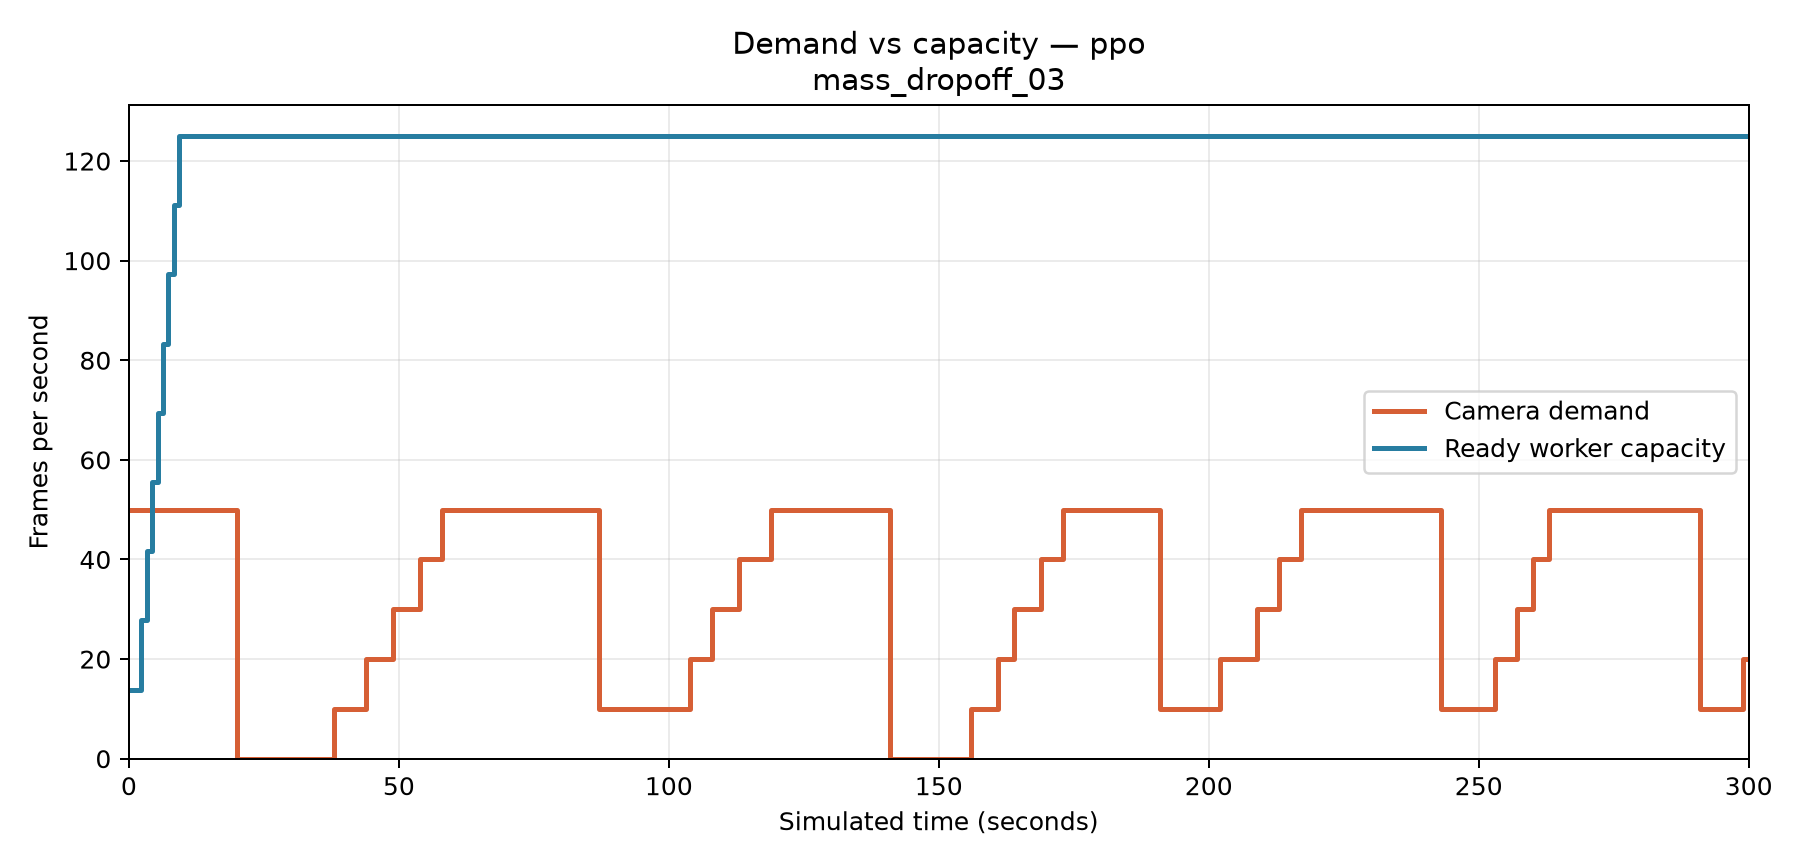 Demand vs capacity — ppo
mass_dropoff_03
120
100
80
60
40
20
0
Frames per second
Camera demand
Ready worker capacity
0 50 100 150 200 250 300
Simulated time (seconds)